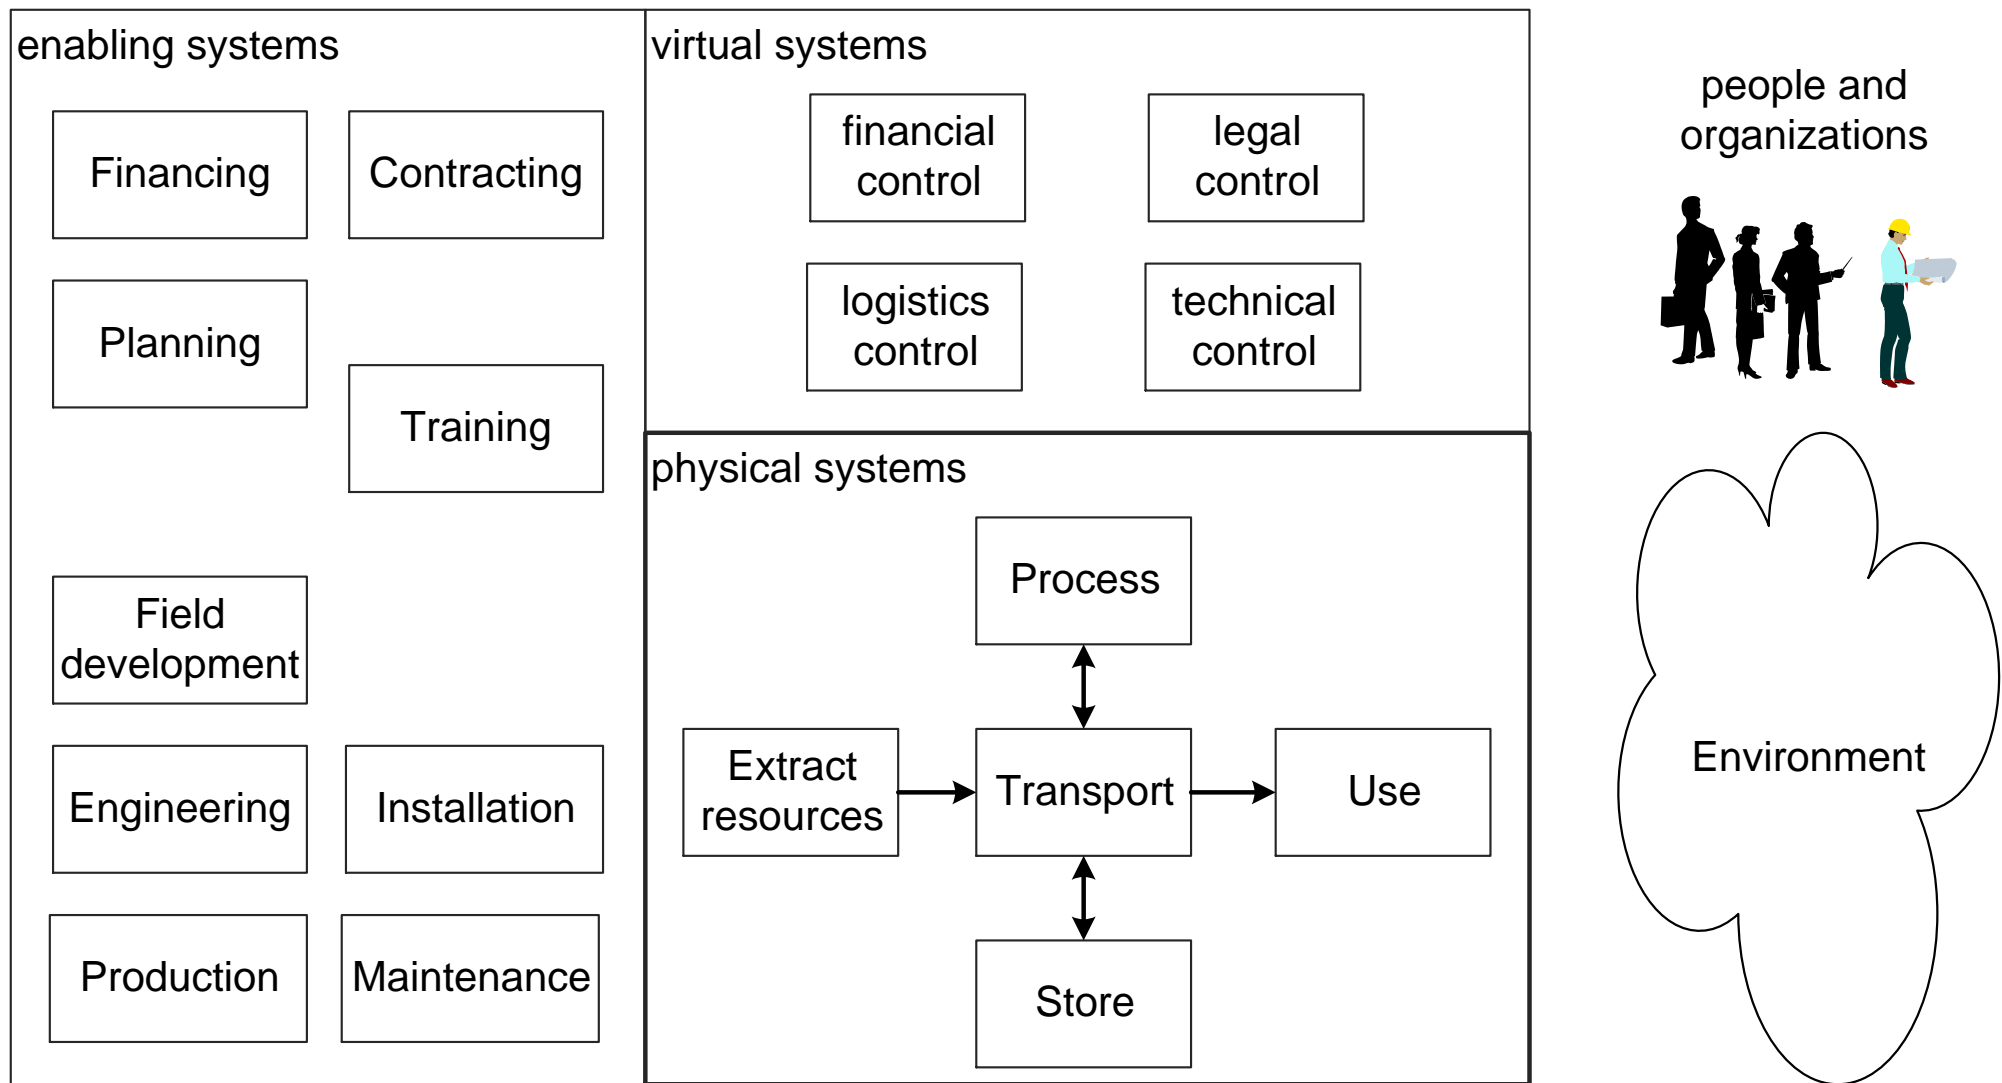 enabling systems
Financing
Contracting
Planning
Training
Field
development
Engineering
Installation
Production
Maintenance
virtual systems
financial
control
legal
control
logistics
control
technical
control
physical systems
Process
Extract
resources
Transport
Use
Store
people and
organizations
Environment